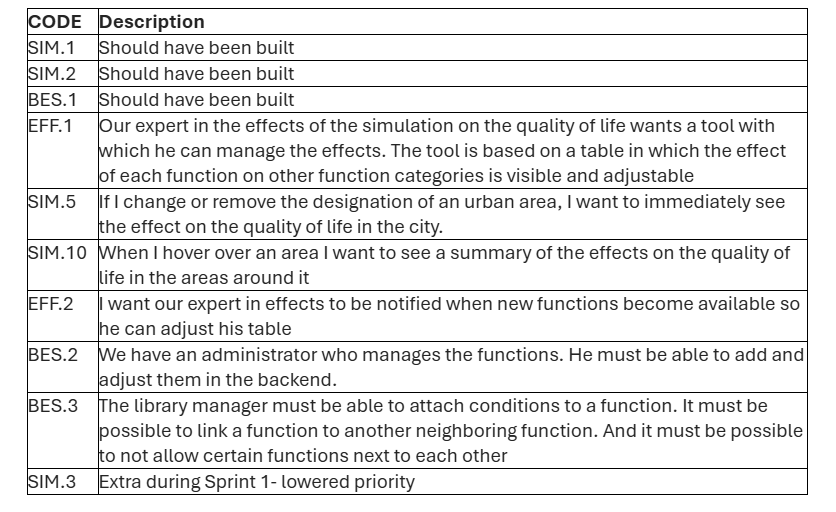 CODE Description
SIM.1 Should have been built
SIM.2 Should have been built
BES.1 Should have been built
EFF.1 Our expert in the effects of the simulation on the quality of life wants a tool with
which he can manage the effects. The tool is based on a table in which the effect
of each function on other function categories is visible and adjustable
SIM.5 If I change or remove the designation of an urban area, I want to immediately see
the effect on the quality of life in the city.
SIM.10 When I hover over an area I want to see a summary of the effects on the quality of
life in the areas around it
EFF.2 I want our expert in effects to be notified when new functions become available so
he can adjust his table
BES.2 We have an administrator who manages the functions. He must be able to add and
adjust them in the backend.
BES.3 The library manager must be able to attach conditions to a function. It must be
possible to link a function to another neighboring function. And it must be possible
to not allow certain functions next to each other
SIM.3 Extra during Sprint 1- lowered priority